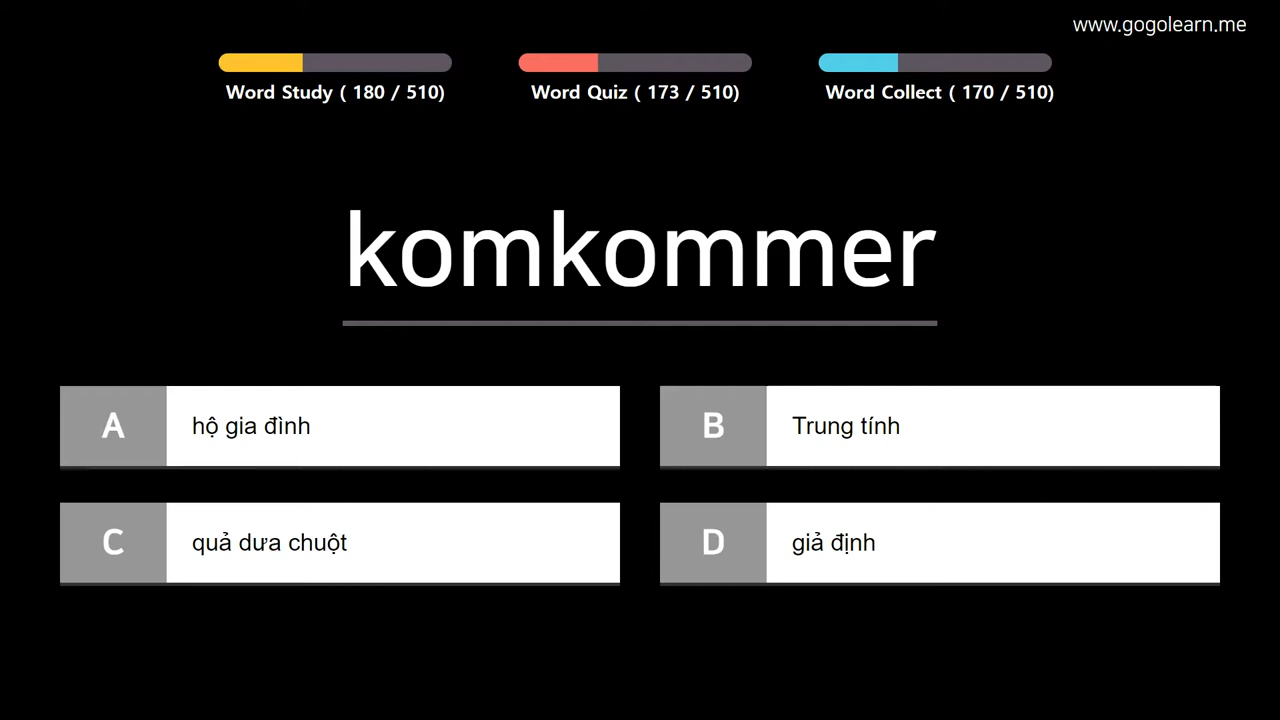 www.gogolearn.me
Word Study ( 180 / 510)
Word Quiz ( 173 / 510)
Word Collect ( 170 / 510)
komkommer
A hộ gia đình
B Trung tính
C quả dưa chuột
D giả định